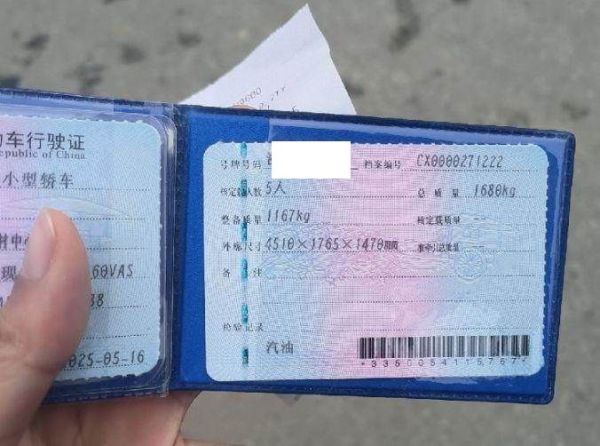 车行驶证
epublic of China
小型轿车
60VAS
025-05-16
号牌号码 档案编号 CX0000271222
核定载人数 5人 总质量 1680kg
整备质量 1167kg 核定载质量 --
外廓尺寸 4510×1765×1470mm 准牵引总质量 --
备注
检验记录
汽油